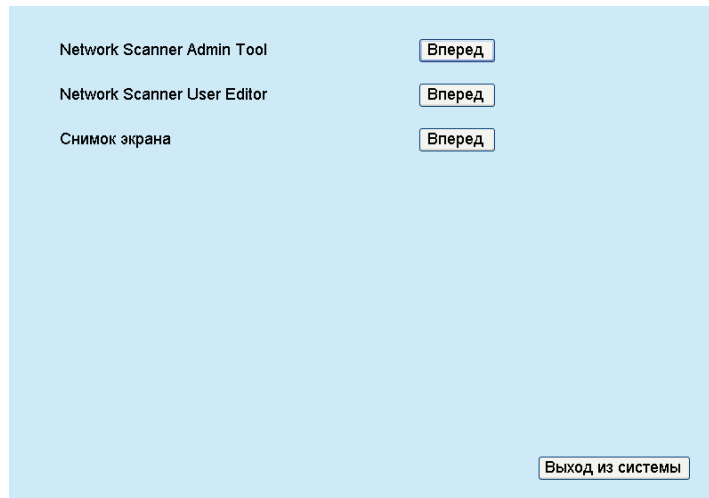 Network Scanner Admin Tool Вперед
Network Scanner User Editor Вперед
Снимок экрана Вперед
Выход из системы